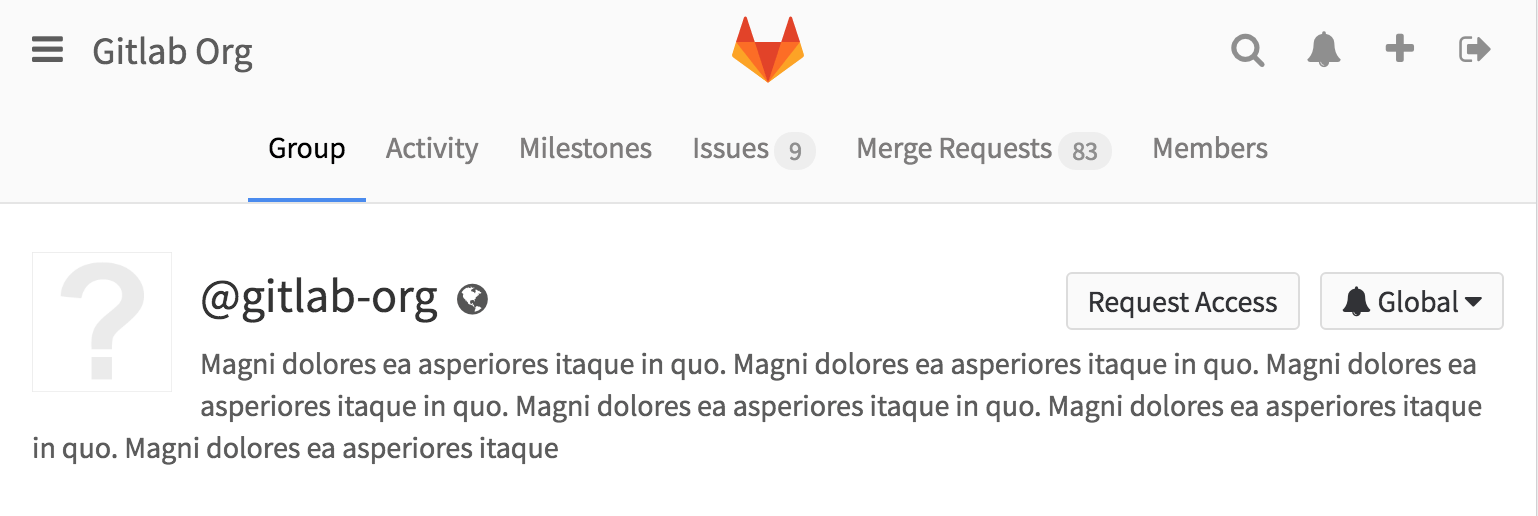 Gitlab Org
Group Activity Milestones Issues 9 Merge Requests 83 Members
@gitlab-org
Request Access Global
Magni dolores ea asperiores itaque in quo. Magni dolores ea asperiores itaque in quo. Magni dolores ea
asperiores itaque in quo. Magni dolores ea asperiores itaque in quo. Magni dolores ea asperiores itaque
in quo. Magni dolores ea asperiores itaque